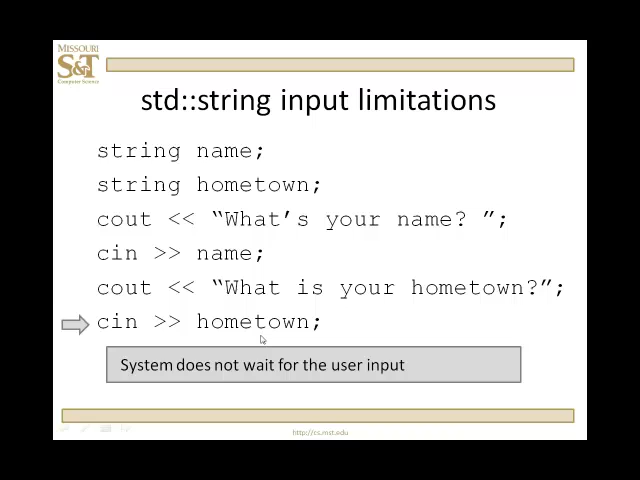 MISSOURI
S&T
Computer Science
std::string input limitations
string name;
string hometown;
cout << “What’s your name? ”;
cin >> name;
cout << “What is your hometown?”;
cin >> hometown;
System does not wait for the user input
http://cs.mst.edu